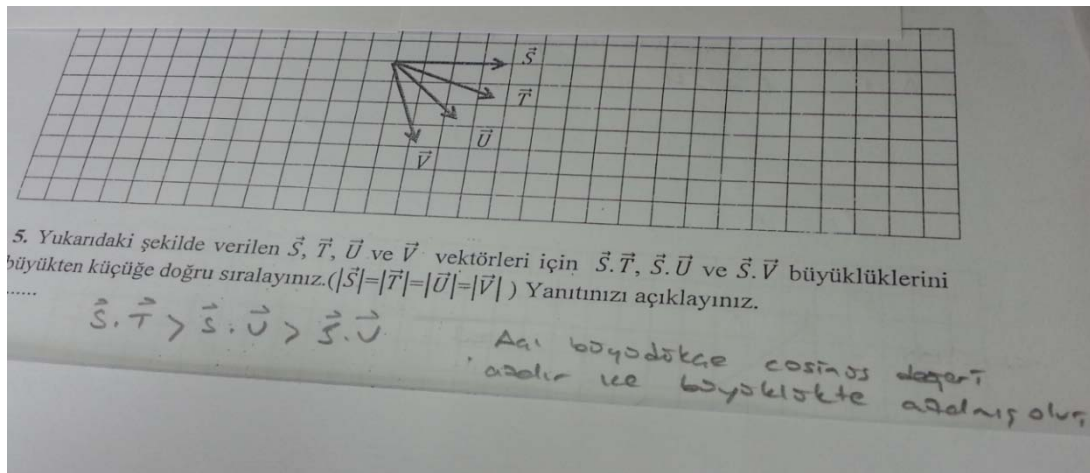 S⃗
T⃗
U⃗
V⃗
5. Yukarıdaki şekilde verilen S⃗, T⃗, U⃗ ve V⃗ vektörleri için S⃗.T⃗, S⃗.U⃗ ve S⃗.V⃗ büyüklüklerini
büyükten küçüğe doğru sıralayınız.(|S⃗|=|T⃗|=|U⃗|=|V⃗| ) Yanıtınızı açıklayınız.
......
S⃗.T⃗ > S⃗.U⃗ > S⃗.V⃗
Açı büyüdükçe cosinüs değeri
azalır ve büyüklükte azalmış olur.